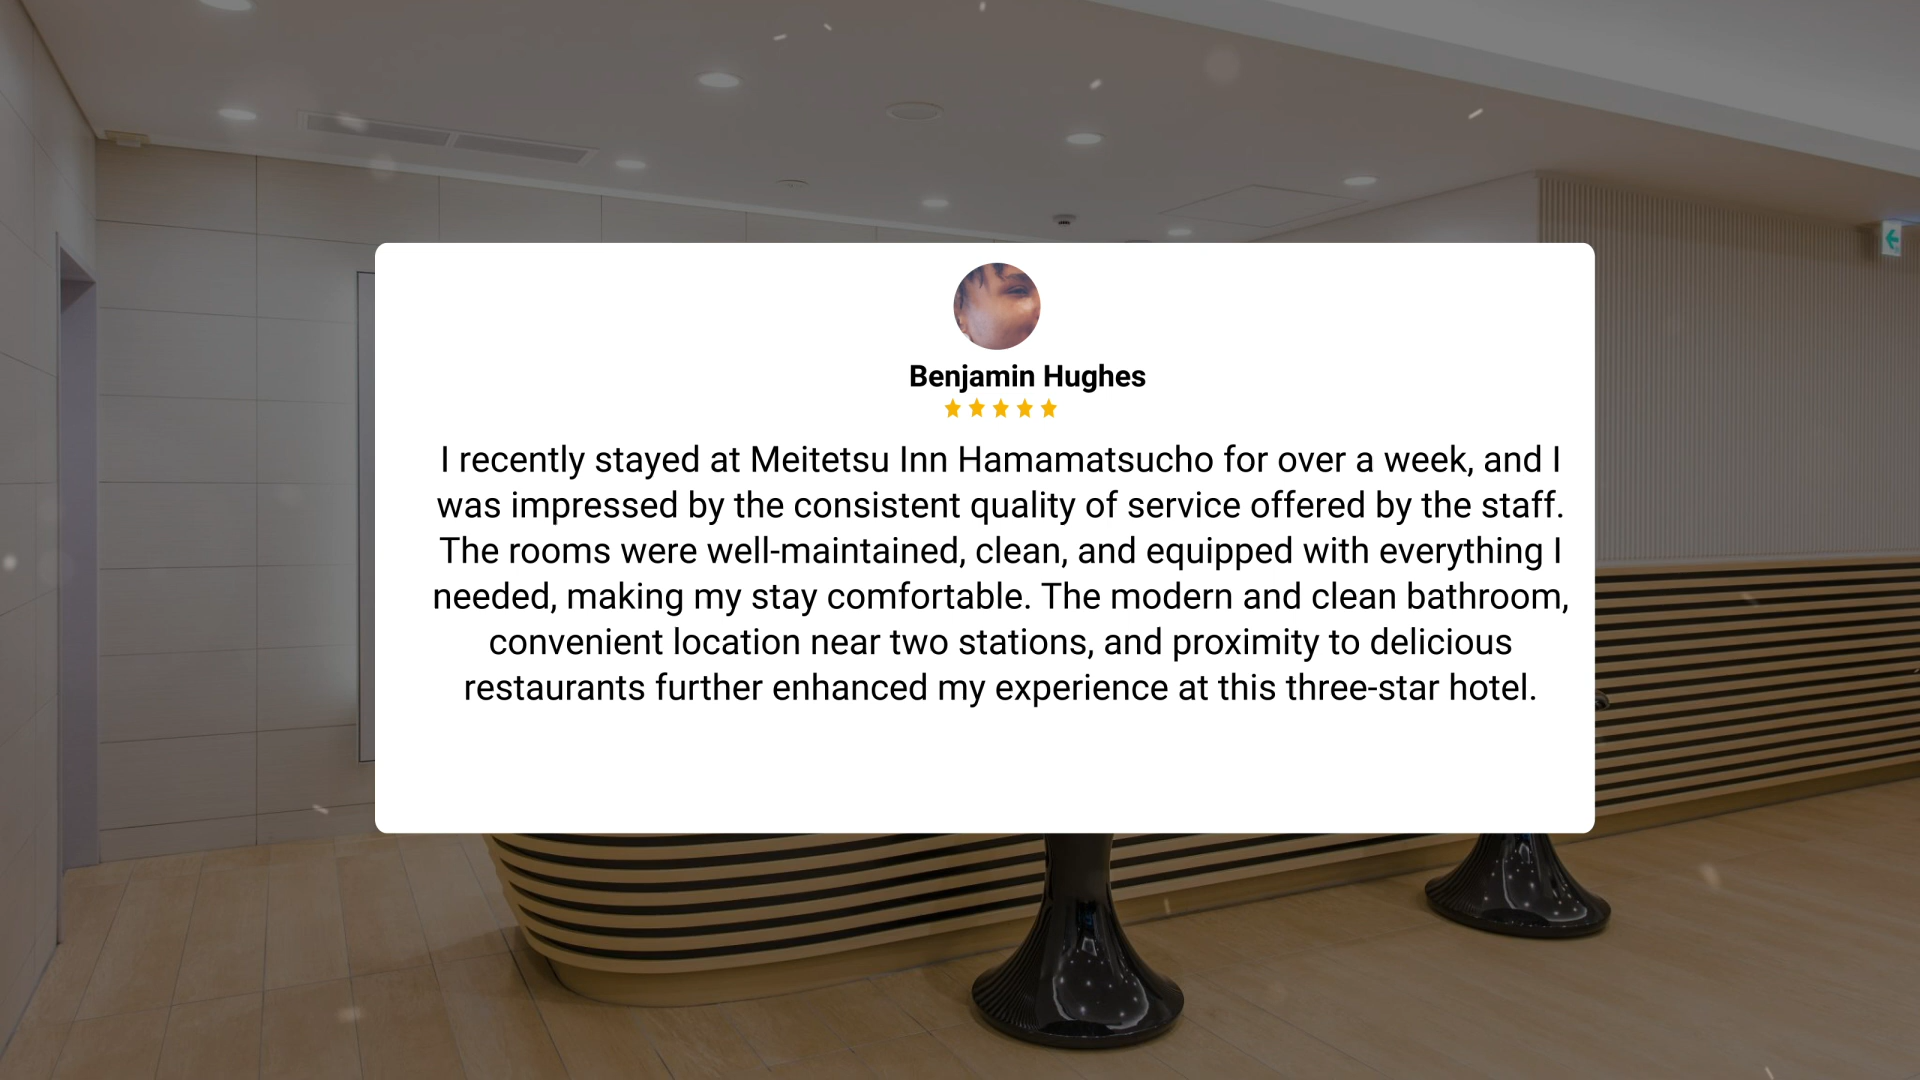 Benjamin Hughes
I recently stayed at Meitetsu Inn Hamamatsucho for over a week, and I
was impressed by the consistent quality of service offered by the staff.
The rooms were well-maintained, clean, and equipped with everything I
needed, making my stay comfortable. The modern and clean bathroom,
convenient location near two stations, and proximity to delicious
restaurants further enhanced my experience at this three-star hotel.